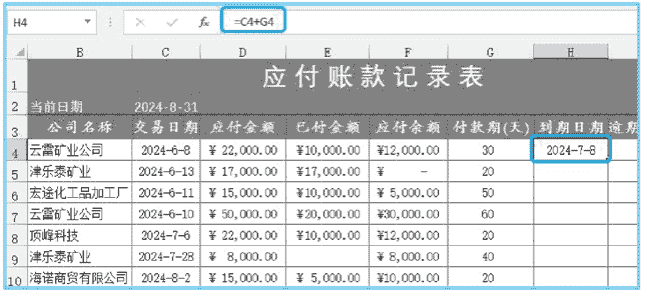 H4 fx =C4+G4
B C D E F G H
1 应付账款记录表
2 当前日期 2024-8-31
3 公司名称 交易日期 应付金额 已付金额 应付余额 付款期(天) 到期日期 逾期
4 云雷矿业公司 2024-6-8 ¥ 22,000.00 ¥10,000.00 ¥12,000.00 30 2024-7-8
5 津乐泰矿业 2024-6-13 ¥ 17,000.00 ¥17,000.00 ¥ - 20
6 宏途化工品加工厂 2024-6-11 ¥ 15,000.00 ¥10,000.00 ¥ 5,000.00 50
7 云雷矿业公司 2024-6-10 ¥ 50,000.00 ¥20,000.00 ¥30,000.00 60
8 顶峰科技 2024-7-6 ¥ 22,000.00 ¥10,000.00 ¥12,000.00 20
9 津乐泰矿业 2024-7-28 ¥ 8,000.00 ¥ 8,000.00 40
10 海诺商贸有限公司 2024-8-2 ¥ 15,000.00 ¥ 5,000.00 ¥10,000.00 20